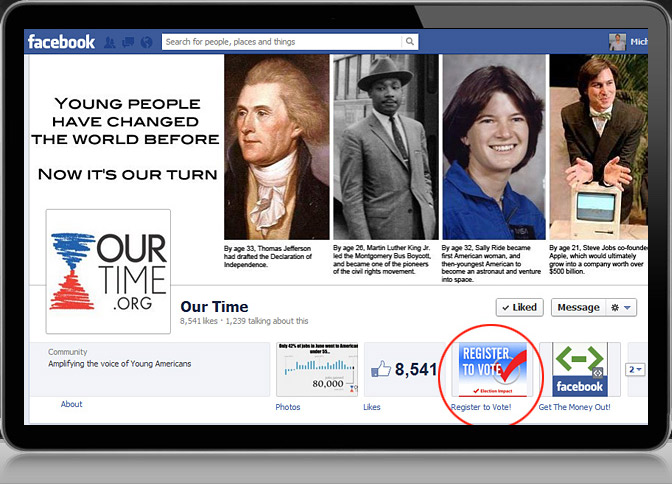 facebook
Search for people, places and things
Mich
YOUNG PEOPLE
HAVE CHANGED
THE WORLD BEFORE
NOW IT'S OUR TURN
By age 33, Thomas Jefferson
had drafted the Declaration of
Independence.
By age 26, Martin Luther King Jr.
led the Montgomery Bus Boycott,
and became one of the pioneers
of the civil rights movement.
By age 32, Sally Ride became
first American woman, and
then-youngest American to
become an astronaut and venture
into space.
By age 21, Steve Jobs co-founded
Apple, which would ultimately
grow into a company worth over
$500 billion.
OUR
TIME
.ORG
Our Time
8,541 likes · 1,239 talking about this
Liked
Message
Community
Amplifying the voice of Young Americans
About
Only 42% of jobs in June went to American
under 55...
80,000
Photos
8,541
Likes
REGISTER
TO VOTE
Election Impact
Register to Vote!
facebook
Get The Money Out!
2